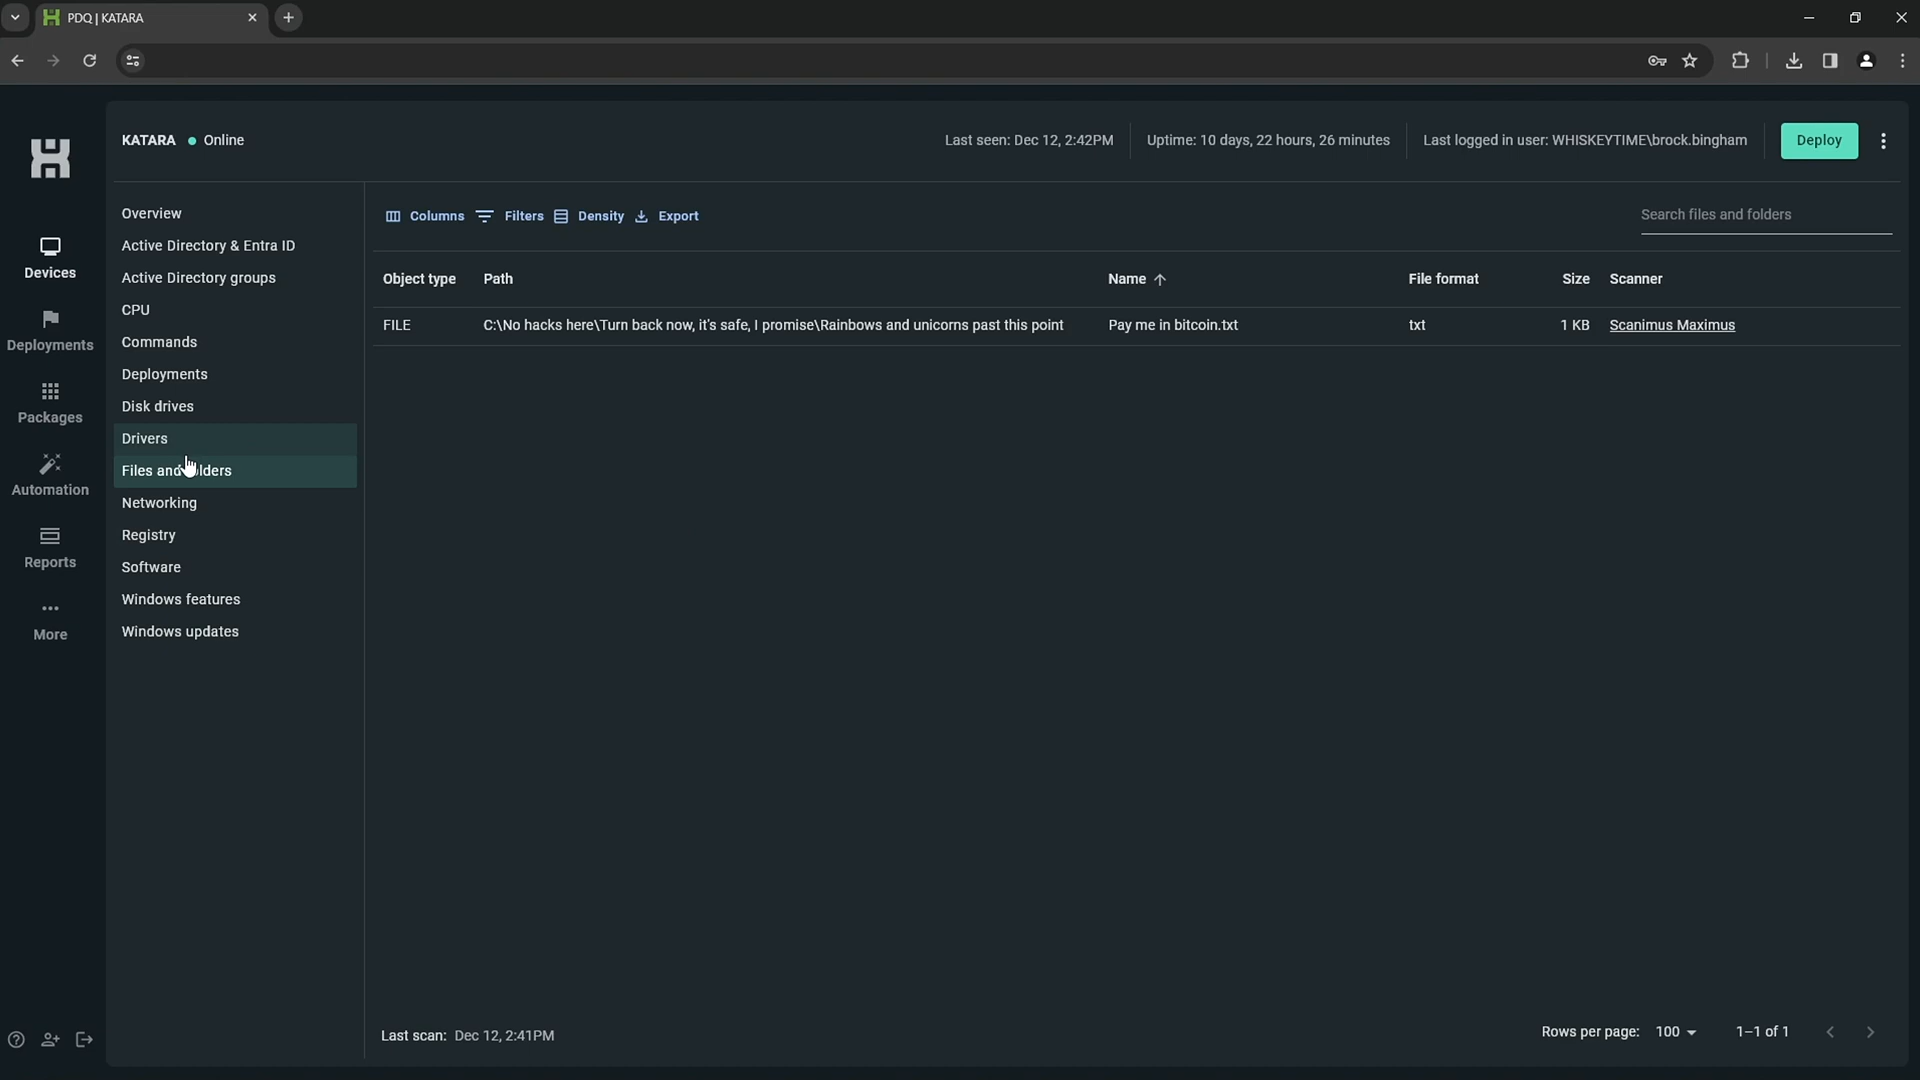 PDQ | KATARA
KATARA Online
Last seen: Dec 12, 2:42PM
Uptime: 10 days, 22 hours, 26 minutes
Last logged in user: WHISKEYTIME\brock.bingham
Deploy
Devices
Deployments
Packages
Automation
Reports
More
Overview
Active Directory & Entra ID
Active Directory groups
CPU
Commands
Deployments
Disk drives
Drivers
Files and folders
Networking
Registry
Software
Windows features
Windows updates
Columns Filters Density Export
Search files and folders
Object type Path Name File format Size Scanner
FILE C:\No hacks here\Turn back now, it's safe, I promise\Rainbows and unicorns past this point Pay me in bitcoin.txt txt 1 KB Scanimus Maximus
Last scan: Dec 12, 2:41PM
Rows per page: 100 1–1 of 1